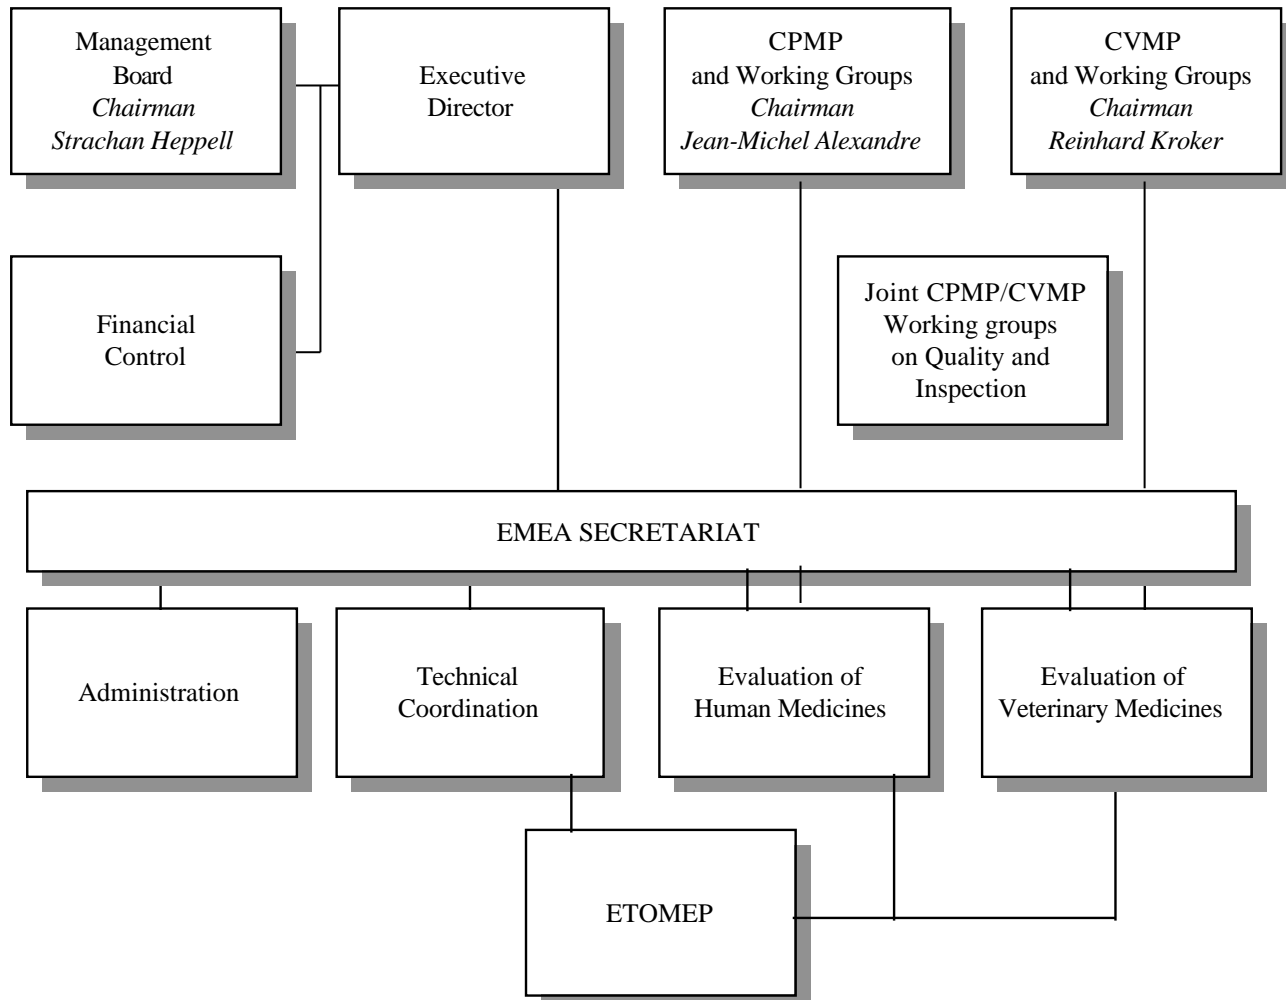 Management
Board
Chairman
Strachan Heppell
Executive
Director
CPMP
and Working Groups
Chairman
Jean-Michel Alexandre
CVMP
and Working Groups
Chairman
Reinhard Kroker
Financial
Control
Joint CPMP/CVMP
Working groups
on Quality and
Inspection
EMEA SECRETARIAT
Administration
Technical
Coordination
Evaluation of
Human Medicines
Evaluation of
Veterinary Medicines
ETOMEP